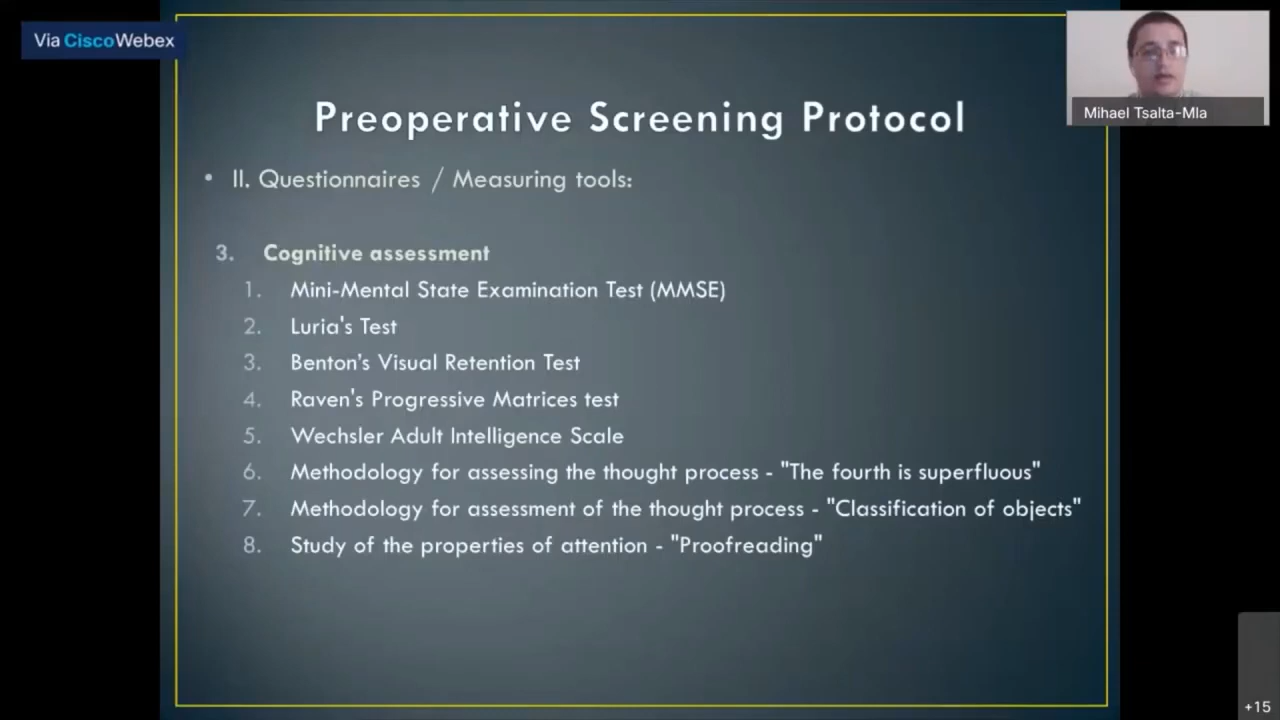 Via Cisco Webex
Mihael Tsalta-Mla
Preoperative Screening Protocol
• II. Questionnaires / Measuring tools:
3. Cognitive assessment
1. Mini-Mental State Examination Test (MMSE)
2. Luria's Test
3. Benton's Visual Retention Test
4. Raven's Progressive Matrices test
5. Wechsler Adult Intelligence Scale
6. Methodology for assessing the thought process - "The fourth is superfluous"
7. Methodology for assessment of the thought process - "Classification of objects"
8. Study of the properties of attention - "Proofreading"
+15